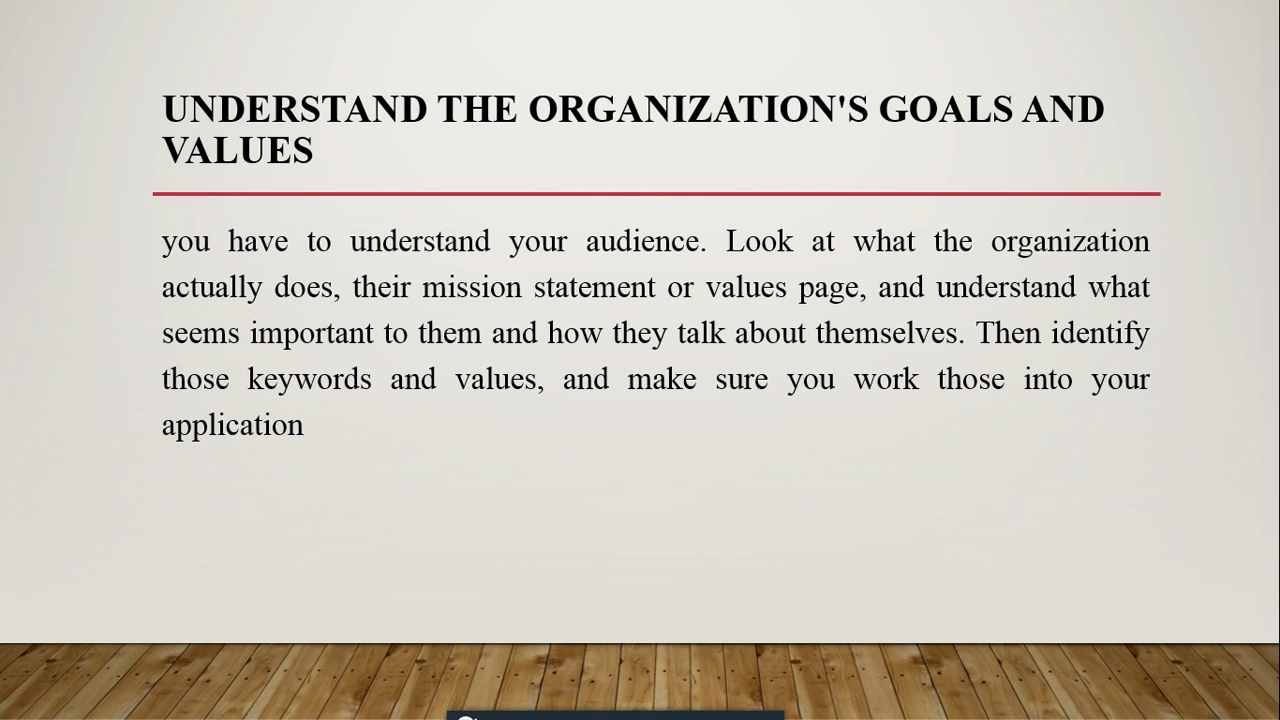 UNDERSTAND THE ORGANIZATION'S GOALS AND
VALUES
you have to understand your audience. Look at what the organization
actually does, their mission statement or values page, and understand what
seems important to them and how they talk about themselves. Then identify
those keywords and values, and make sure you work those into your
application